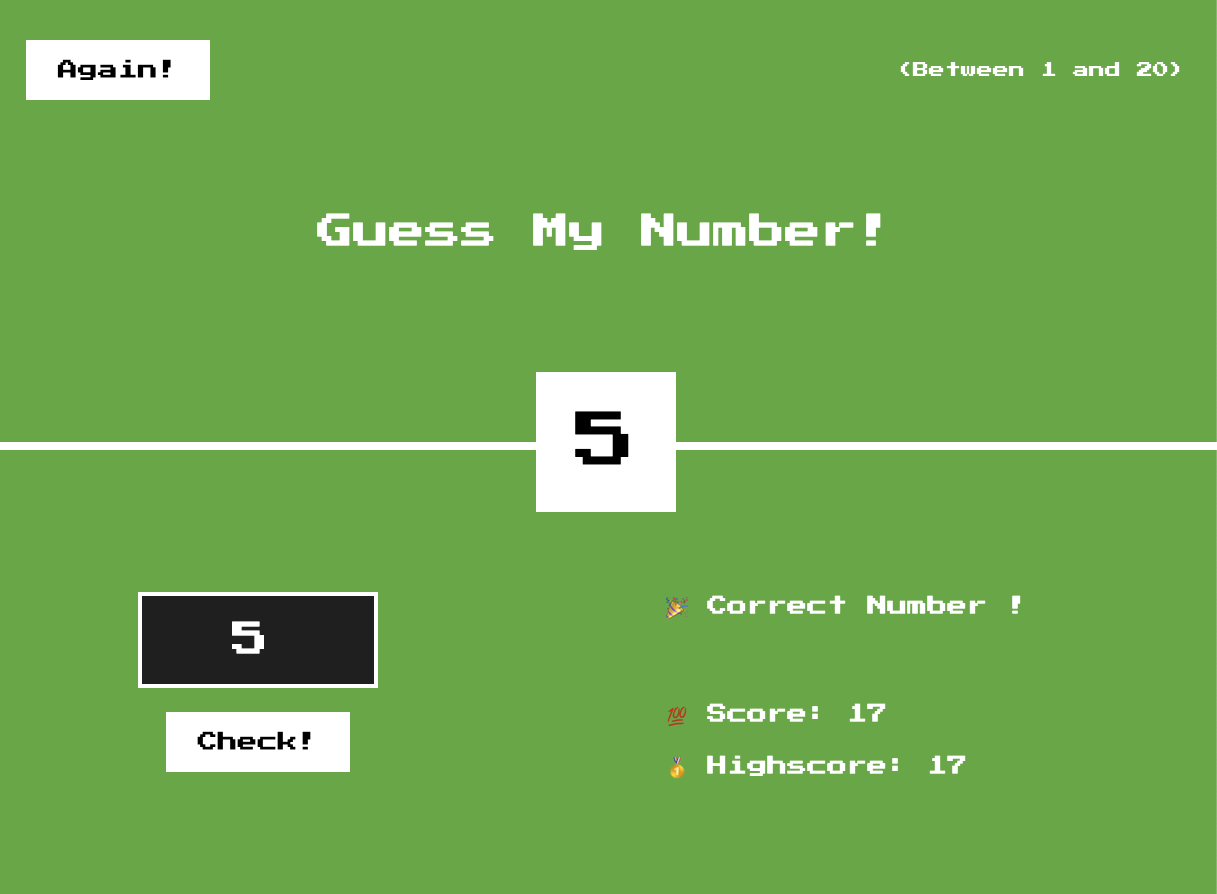 Again!
(Between 1 and 20)
Guess My Number!
5
5
Check!
🎉 Correct Number !
💯 Score: 17
🥇 Highscore: 17